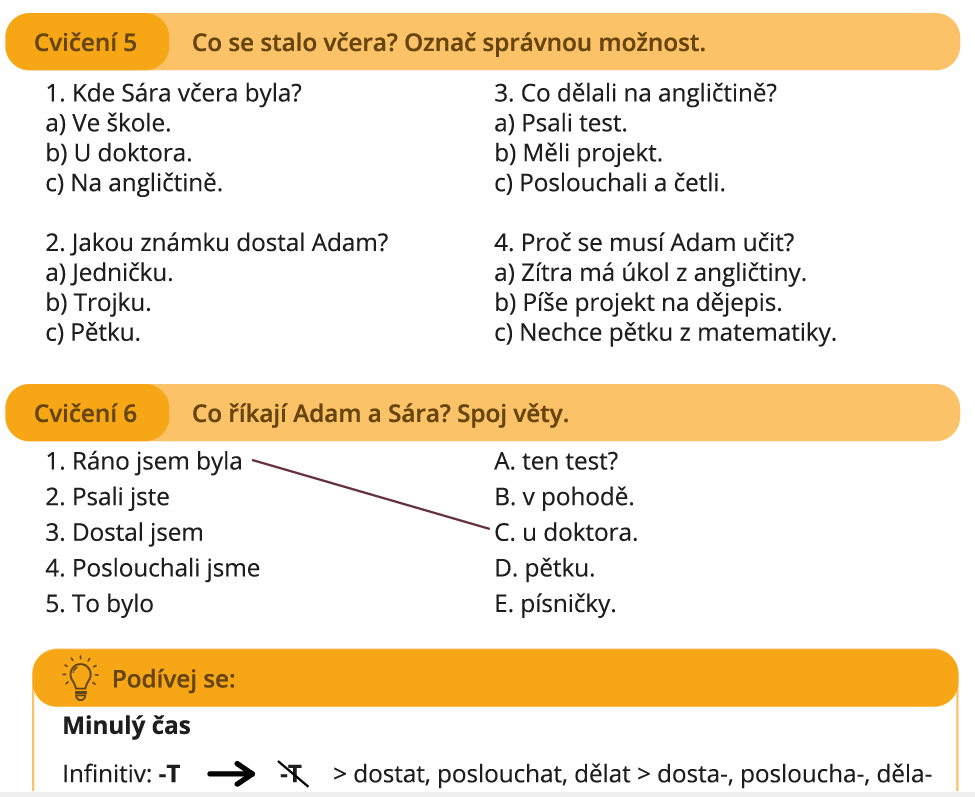 Cvičení 5
Co se stalo včera? Označ správnou možnost.
1. Kde Sára včera byla?
a) Ve škole.
b) U doktora.
c) Na angličtině.
2. Jakou známku dostal Adam?
a) Jedničku.
b) Trojku.
c) Pětku.
3. Co dělali na angličtině?
a) Psali test.
b) Měli projekt.
c) Poslouchali a četli.
4. Proč se musí Adam učit?
a) Zítra má úkol z angličtiny.
b) Píše projekt na dějepis.
c) Nechce pětku z matematiky.
Cvičení 6
Co říkají Adam a Sára? Spoj věty.
1. Ráno jsem byla
2. Psali jste
3. Dostal jsem
4. Poslouchali jsme
5. To bylo
A. ten test?
B. v pohodě.
C. u doktora.
D. pětku.
E. písničky.
Podívej se:
Minulý čas
Infinitiv: -T → -T > dostat, poslouchat, dělat > dosta-, posloucha-, děla-